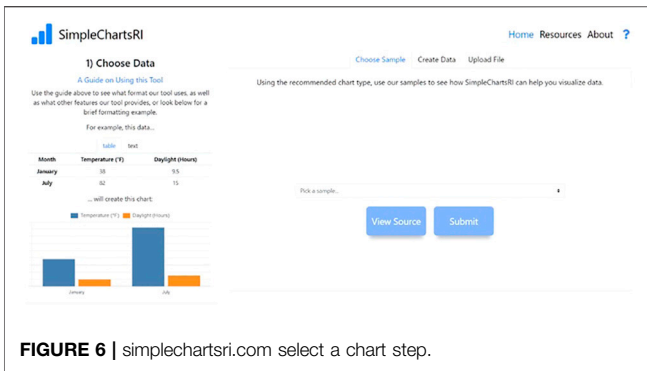 SimpleChartsRI
Home Resources About ?
1) Choose Data
A Guide on Using this Tool
Use the guide above to see what format our tool uses, as well
as what other features our tool provides, or look below for a
brief formatting example.
For example, this data...
table text
Month Temperature (°F) Daylight (Hours)
January 38 9.5
July 82 15
... will create this chart:
Temperature (°F) Daylight (Hours)
January July
Choose Sample Create Data Upload File
Using the recommended chart type, use our samples to see how SimpleChartsRI can help you visualize data.
Pick a sample...
View Source Submit
FIGURE 6 | simplechartsri.com select a chart step.